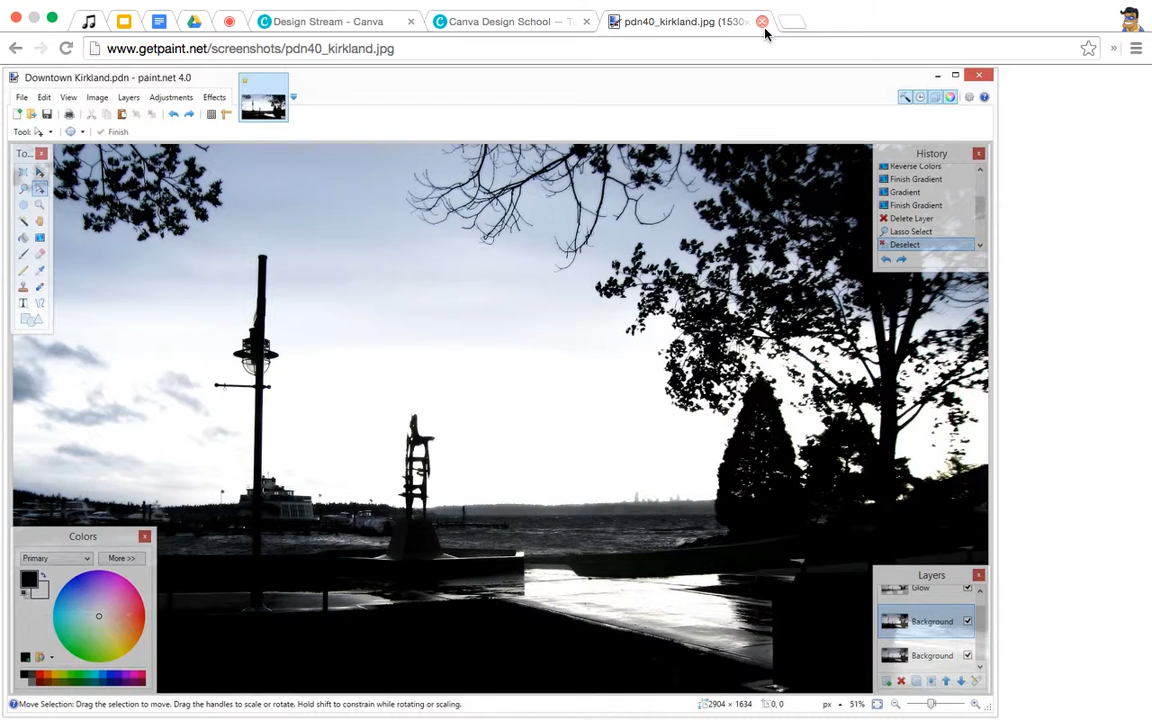 Design Stream - Canva
Canva Design School — T
pdn40_kirkland.jpg (1530
www.getpaint.net/screenshots/pdn40_kirkland.jpg
»
Downtown Kirkland.pdn - paint.net 4.0
File Edit View Image Layers Adjustments Effects
Tool: Finish
To...
History
Reverse Colors
Finish Gradient
Gradient
Finish Gradient
Delete Layer
Lasso Select
Deselect
Colors
Primary More >>
Layers
Glow
Background
Background
Move Selection: Drag the selection to move. Drag the handles to scale or rotate. Hold shift to constrain while rotating or scaling.
2904 × 1634 0, 0 px 51%